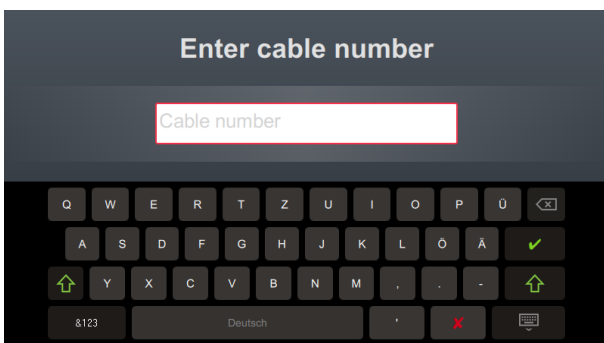 Enter cable number
Cable number
Q W E R T Z U I O P Ü
A S D F G H J K L Ö Ä
Y X C V B N M , . -
&123 Deutsch '